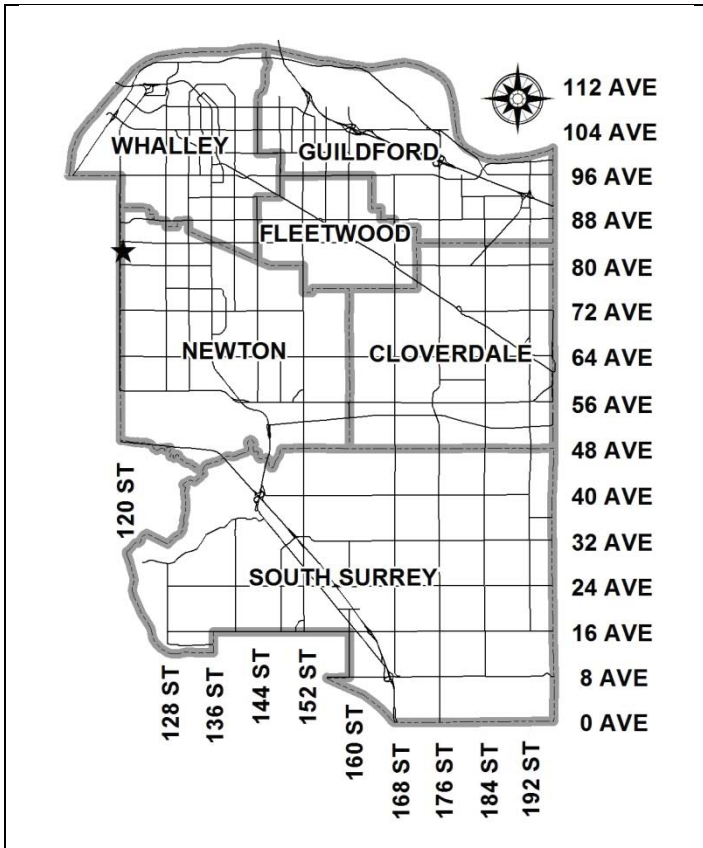 112 AVE
104 AVE
WHALLEY
GUILDFORD
96 AVE
88 AVE
FLEETWOOD
80 AVE
72 AVE
NEWTON
CLOVERDALE
64 AVE
56 AVE
48 AVE
120 ST
40 AVE
32 AVE
SOUTH SURREY
24 AVE
16 AVE
128 ST
136 ST
144 ST
152 ST
160 ST
8 AVE
0 AVE
168 ST
176 ST
184 ST
192 ST